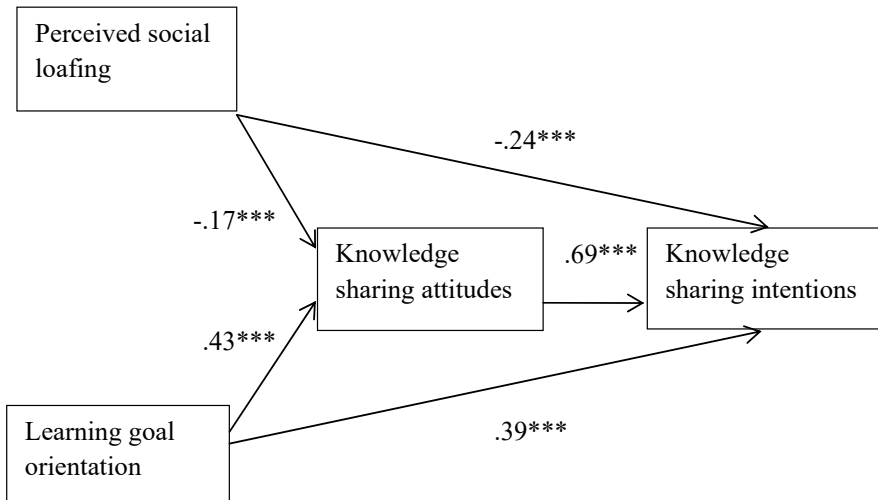 Perceived social
loafing
-.24***
-.17***
Knowledge
sharing attitudes
.69***
Knowledge
sharing intentions
.43***
Learning goal
orientation
.39***